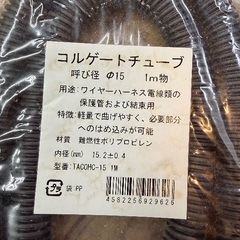 コルゲートチューブ
呼び径 Φ15 1m物
用途:ワイヤーハーネス電線類の
保護管および結束用
特徴:軽量で曲げやすく、必要部分
へのはめ込みが可能
材質 難燃性ポリプロピレン
内径(mm) 15.2±0.4
型番:TACOHC-15 1M
袋:PP
4582256929626